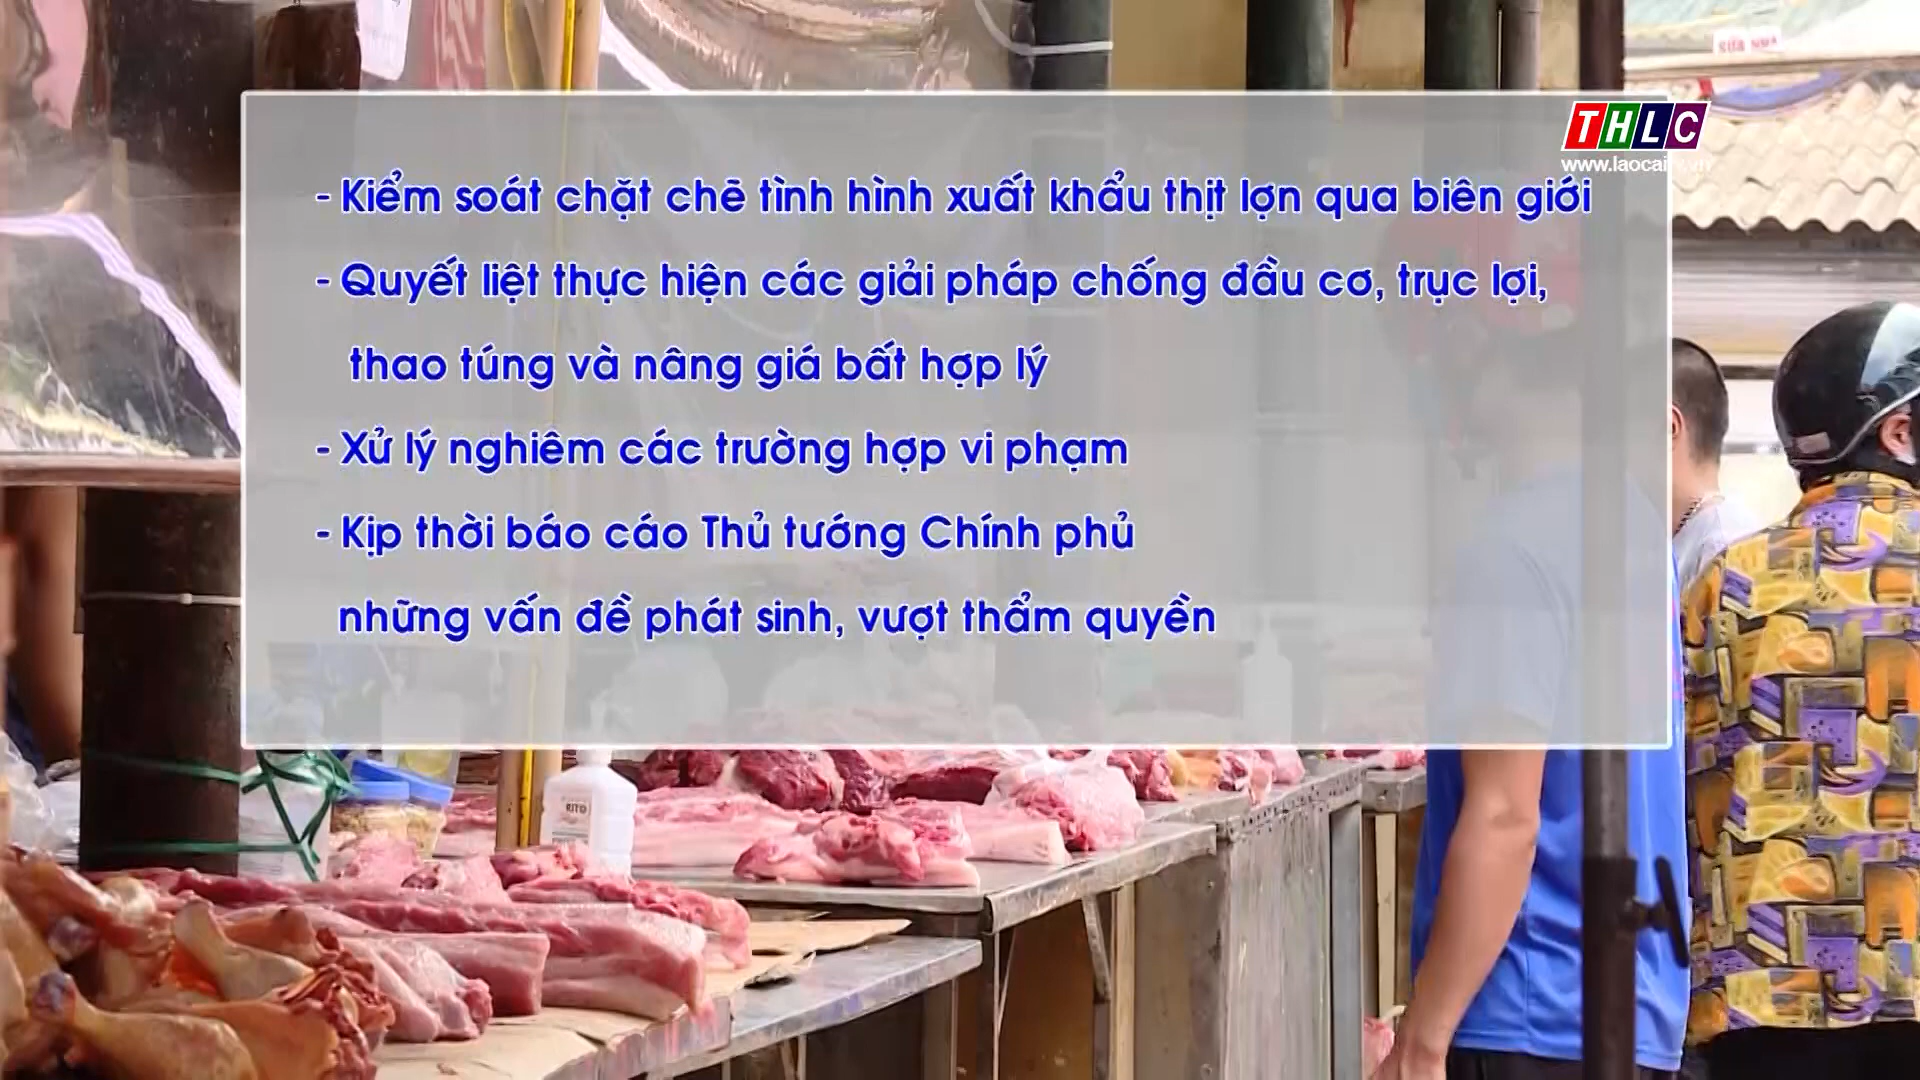 SỮA NHÀ
THLC
www.laocaitv.vn
- Kiểm soát chặt chẽ tình hình xuất khẩu thịt lợn qua biên giới
- Quyết liệt thực hiện các giải pháp chống đầu cơ, trục lợi,
thao túng và nâng giá bất hợp lý
- Xử lý nghiêm các trường hợp vi phạm
- Kịp thời báo cáo Thủ tướng Chính phủ
những vấn đề phát sinh, vượt thẩm quyền